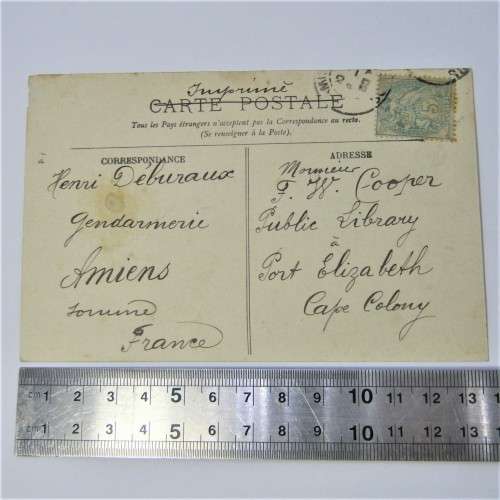 Imprimé
CARTE POSTALE
Tous les Pays étrangers n'acceptent pas la Correspondance au recto.
(Se renseigner à la Poste).
CORRESPONDANCE
Henri Déburaux
Gendarmerie
Amiens
Somme
France
ADRESSE
Monsieur
F. W. Cooper
Public Library
à
Port Elizabeth
Cape Colony
5
cm 1 2 3 4 5 6 7 8 9 10 11 12 13
cm 1 2 3 4 5 6 7 8 9 10 11 12 13